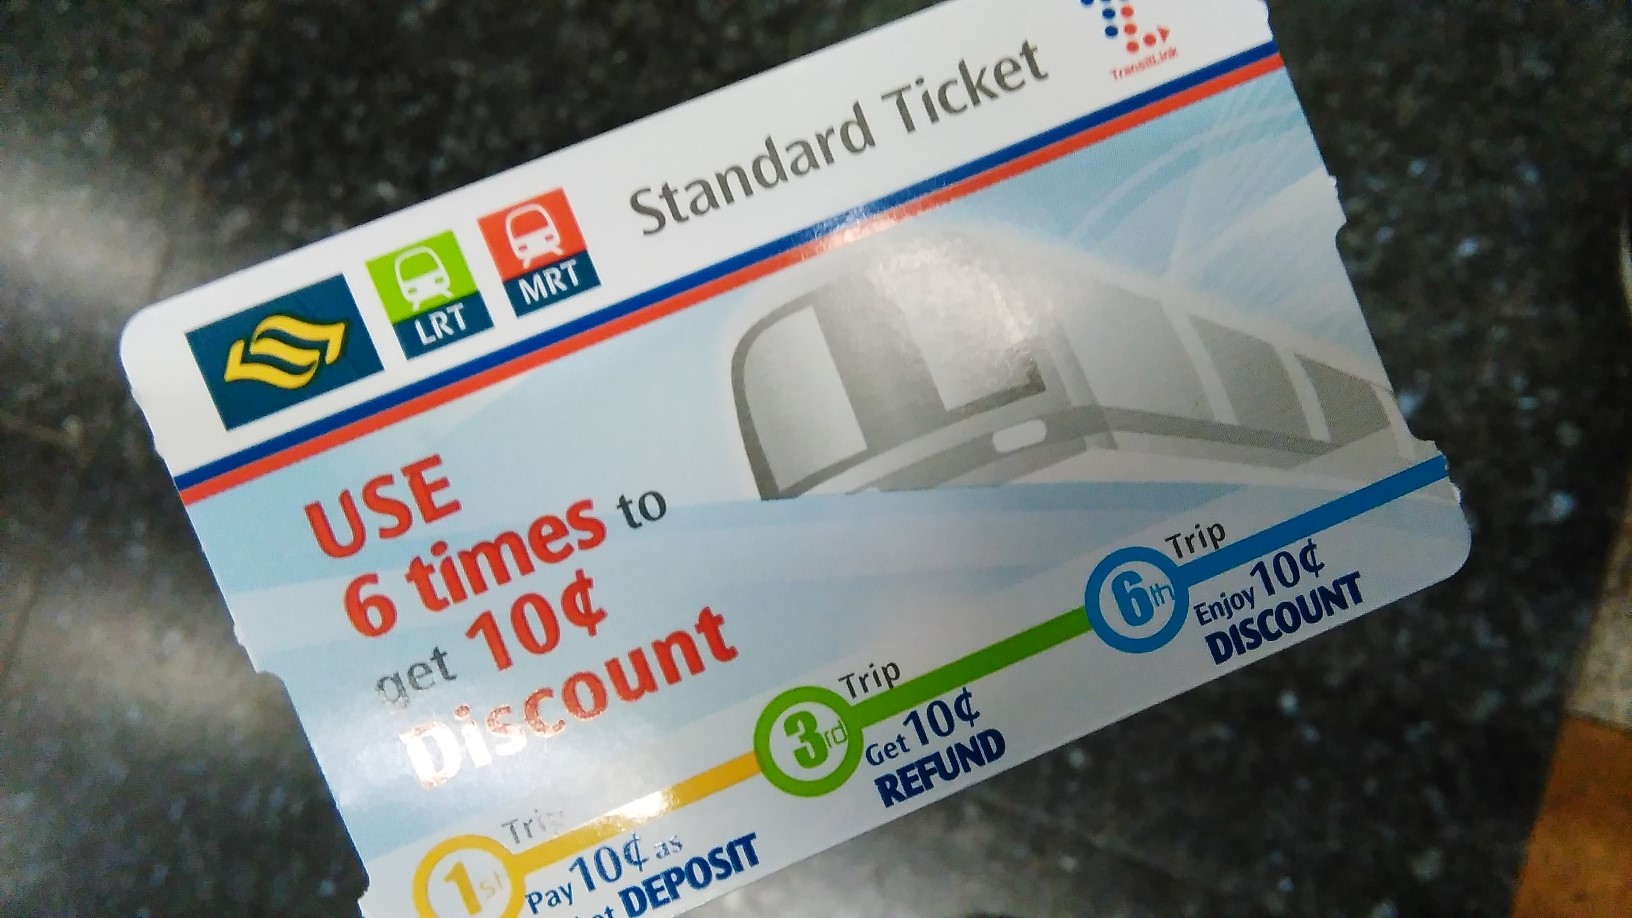 Standard Ticket
TransitLink
LRT
MRT
USE
6 times to
get 10¢
Discount
1st Trip
Pay 10¢ as
DEPOSIT
3rd Trip
Get 10¢
REFUND
6th Trip
Enjoy 10¢
DISCOUNT